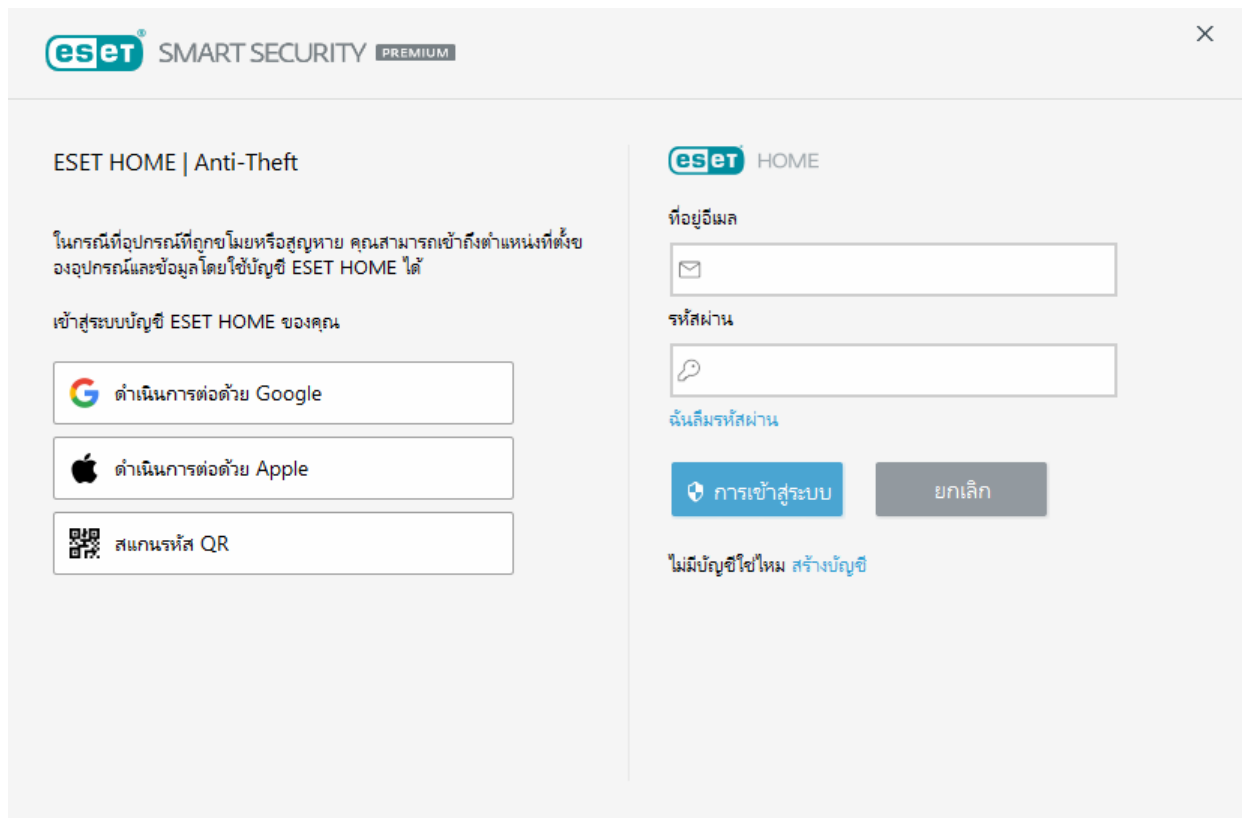 eset® SMART SECURITY PREMIUM
ESET HOME | Anti-Theft
ในกรณีที่อุปกรณ์ที่ถูกขโมยหรือสูญหาย คุณสามารถเข้าถึงตำแหน่งที่ตั้งข
องอุปกรณ์และข้อมูลโดยใช้บัญชี ESET HOME ได้
เข้าสู่ระบบบัญชี ESET HOME ของคุณ
ดำเนินการต่อด้วย Google
ดำเนินการต่อด้วย Apple
สแกนรหัส QR
eset HOME
ที่อยู่อีเมล
รหัสผ่าน
ฉันลืมรหัสผ่าน
การเข้าสู่ระบบ
ยกเลิก
ไม่มีบัญชีใช่ไหม สร้างบัญชี